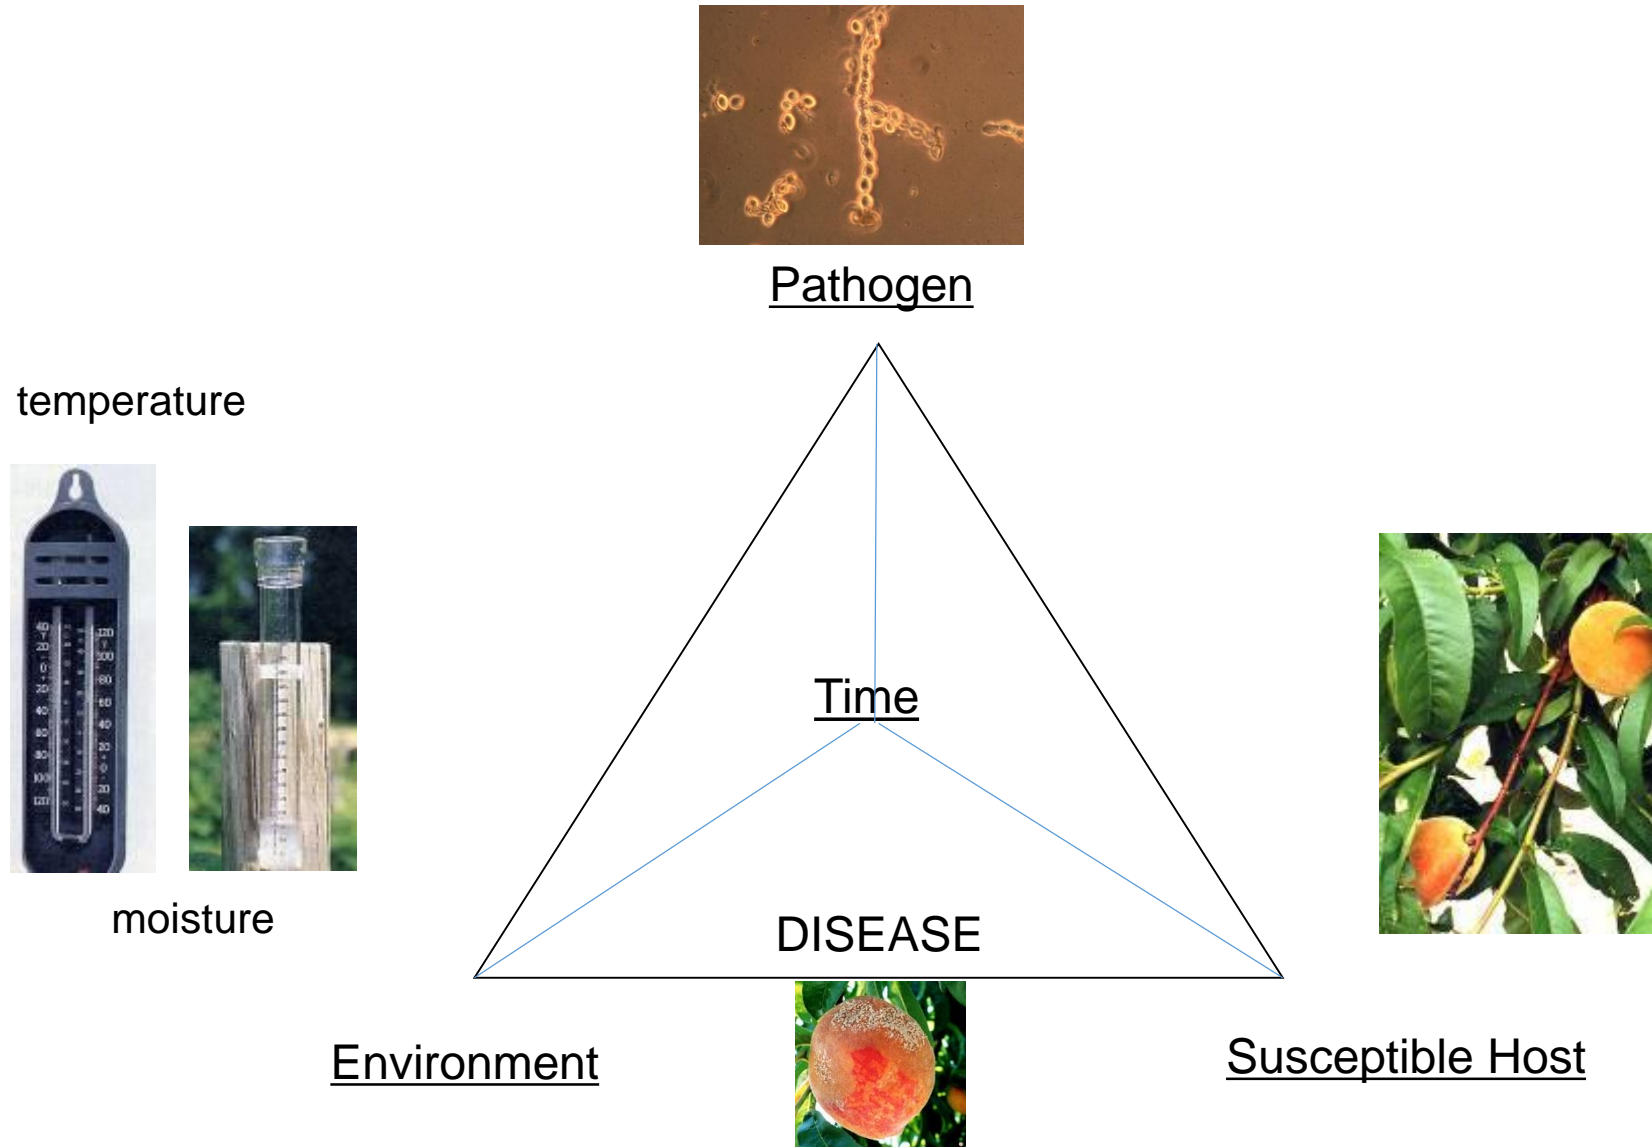 Pathogen
temperature
Time
moisture
DISEASE
Environment
Susceptible Host